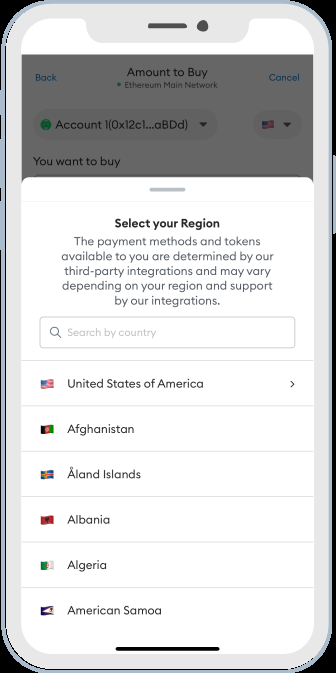 Back
Amount to Buy
Cancel
Ethereum Main Network
Account 1(0x12c1...aBDd)
You want to buy
Select your Region
The payment methods and tokens
available to you are determined by our
third-party integrations and may vary
depending on your region and support
by our integrations.
Search by country
United States of America
Afghanistan
Åland Islands
Albania
Algeria
American Samoa